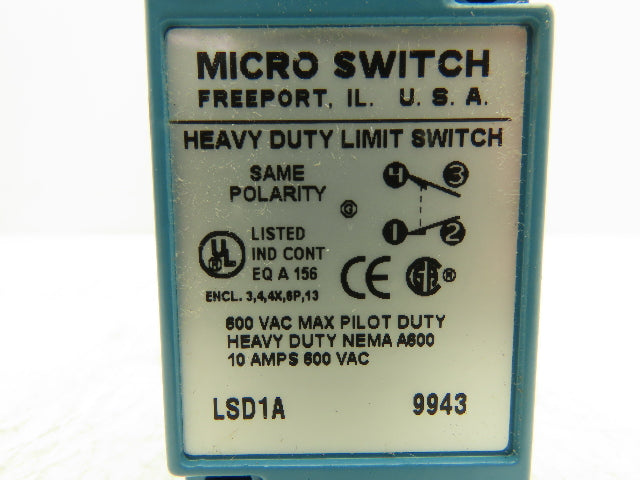 MICRO SWITCH
FREEPORT, IL. U. S. A.
HEAVY DUTY LIMIT SWITCH
SAME
POLARITY
4 3
1 2
UL ® LISTED
IND CONT
EQ A 156
CE
®
ENCL. 3,4,4X,6P,13
600 VAC MAX PILOT DUTY
HEAVY DUTY NEMA A600
10 AMPS 600 VAC
LSD1A 9943